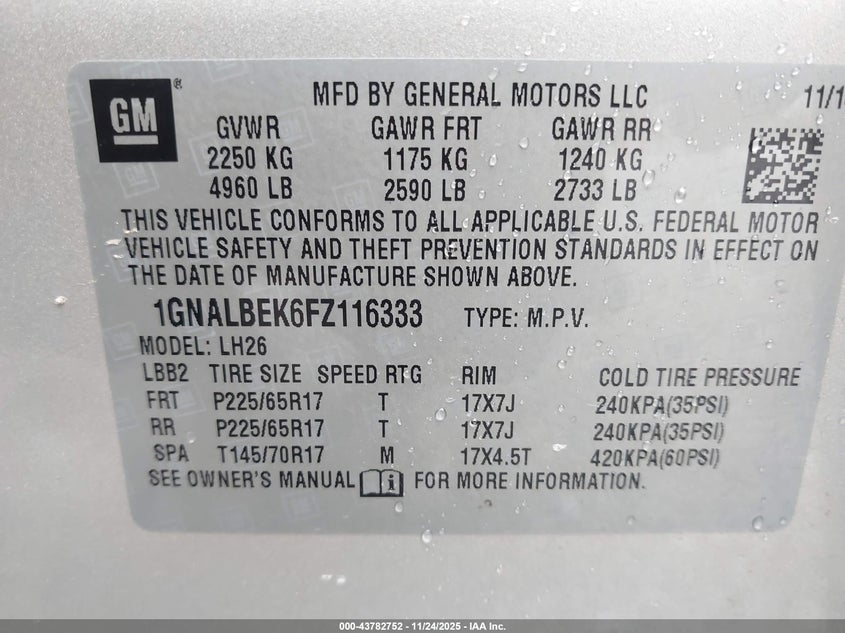 GM ® MFD BY GENERAL MOTORS LLC 11/1
GVWR GAWR FRT GAWR RR
2250 KG 1175 KG 1240 KG
4960 LB 2590 LB 2733 LB
THIS VEHICLE CONFORMS TO ALL APPLICABLE U.S. FEDERAL MOTOR
VEHICLE SAFETY AND THEFT PREVENTION STANDARDS IN EFFECT ON
THE DATE OF MANUFACTURE SHOWN ABOVE.
1GNALBEK6FZ116333 TYPE: M.P.V.
MODEL: LH26
LBB2 TIRE SIZE SPEED RTG RIM COLD TIRE PRESSURE
FRT P225/65R17 T 17X7J 240KPA(35PSI)
RR P225/65R17 T 17X7J 240KPA(35PSI)
SPA T145/70R17 M 17X4.5T 420KPA(60PSI)
SEE OWNER'S MANUAL i FOR MORE INFORMATION.
000-43782752 - 11/24/2025 - IAA Inc.